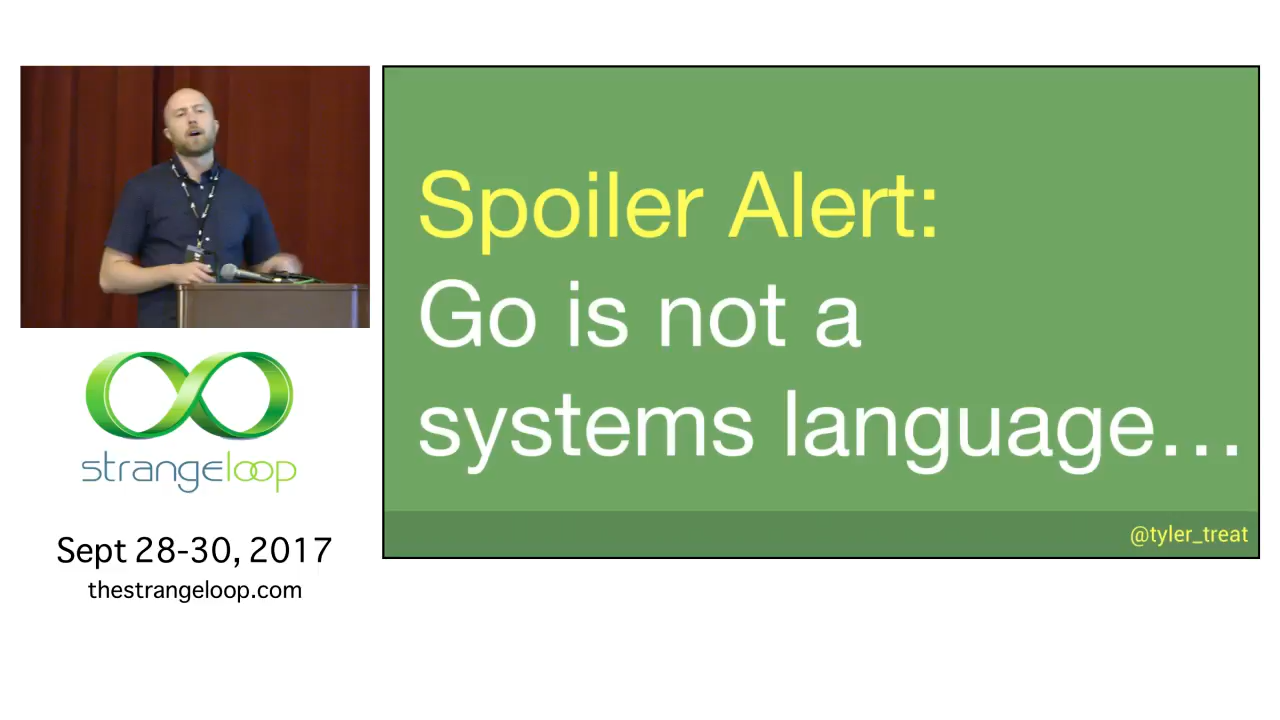 strangeloop
Sept 28-30, 2017
thestrangeloop.com
Spoiler Alert:
Go is not a
systems language...
@tyler_treat